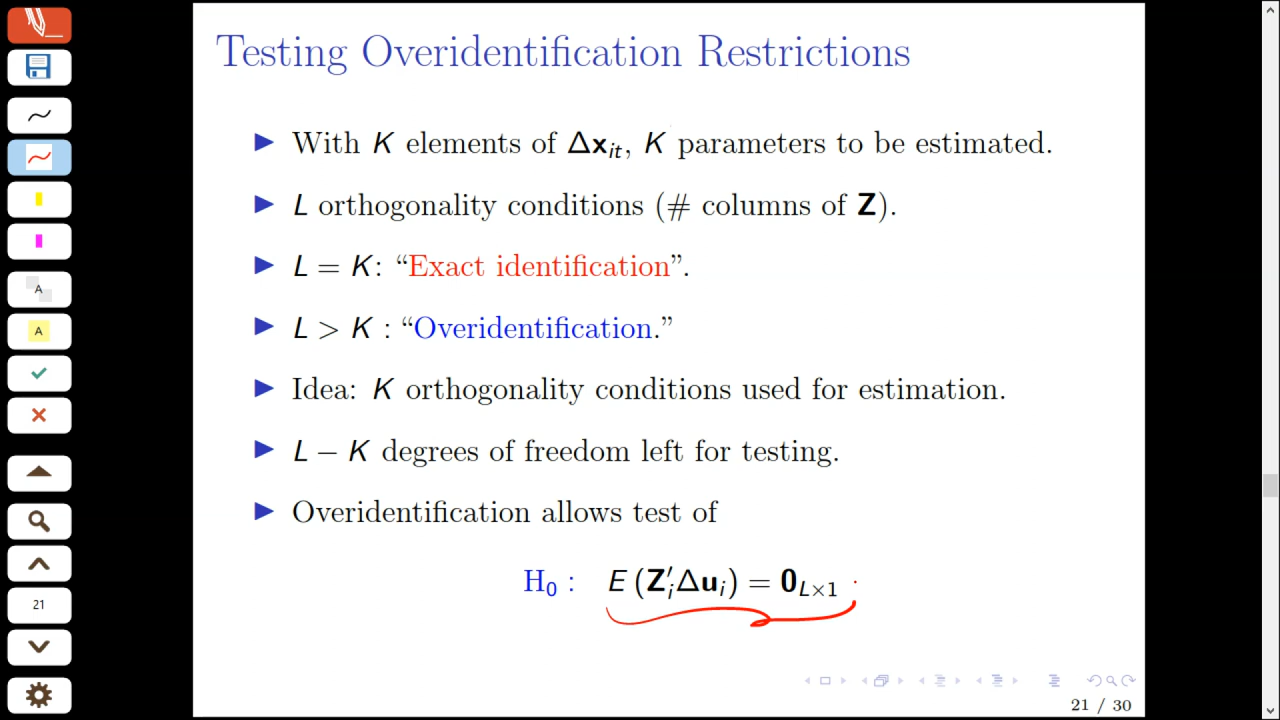 Testing Overidentification Restrictions
▶ With K elements of Δx_it, K parameters to be estimated.
▶ L orthogonality conditions (# columns of Z).
▶ L = K: “Exact identification”.
▶ L > K : “Overidentification.”
▶ Idea: K orthogonality conditions used for estimation.
▶ L − K degrees of freedom left for testing.
▶ Overidentification allows test of
H₀ : E (Z′_i Δu_i) = 0_{L×1}
21 / 30
A
A
21